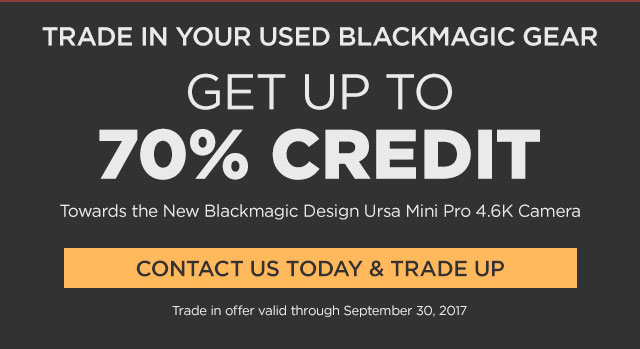 TRADE IN YOUR USED BLACKMAGIC GEAR
GET UP TO
70% CREDIT
Towards the New Blackmagic Design Ursa Mini Pro 4.6K Camera
CONTACT US TODAY & TRADE UP
Trade in offer valid through September 30, 2017